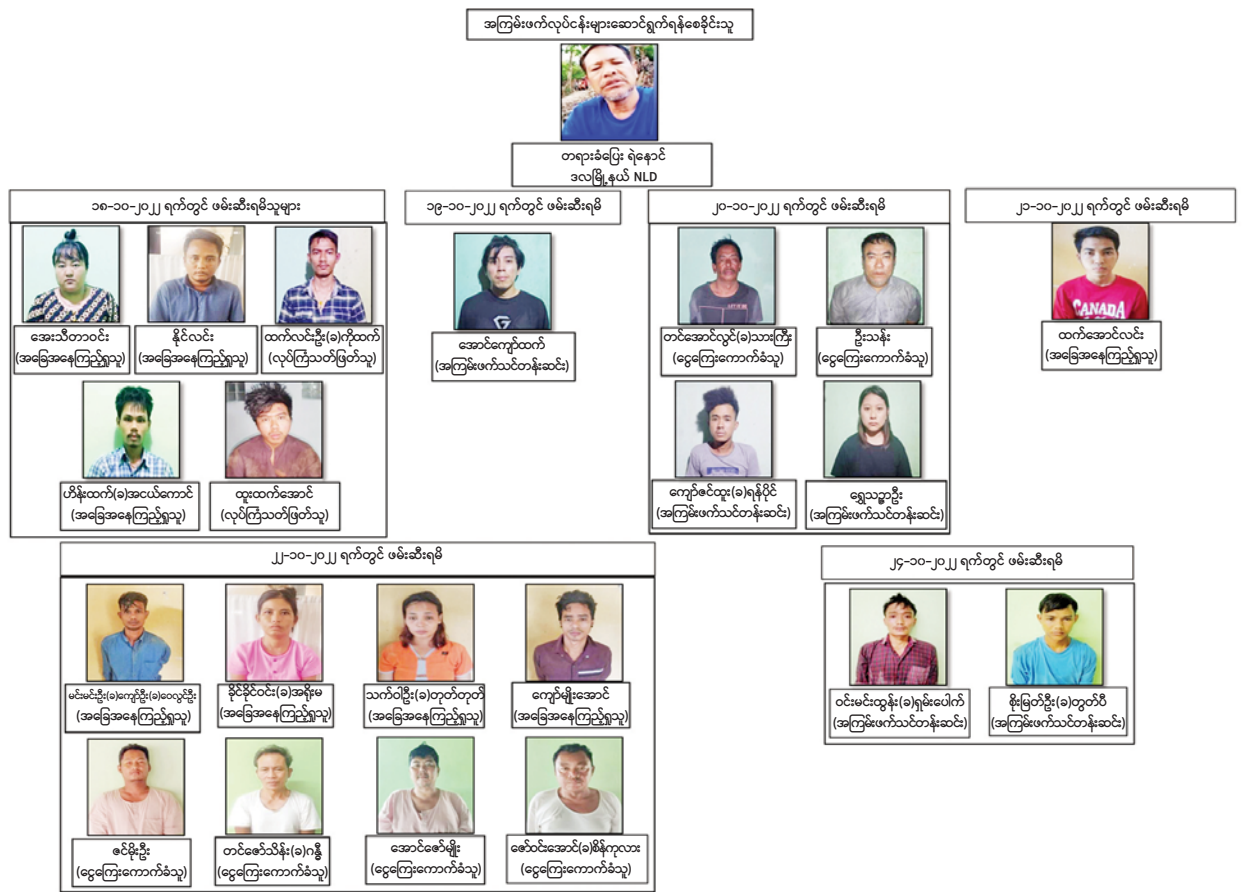 အကြမ်းဖက်လုပ်ငန်းများဆောင်ရွက်ရန်စေခိုင်းသူ
တရားခံပြေး ရဲနောင်
ဒလမြို့နယ် NLD
၁၈-၁၀-၂၀၂၂ ရက်တွင် ဖမ်းဆီးရမိသူများ
အေးသီတာဝင်း
(အခြေအနေကြည့်ရှုသူ)
နိုင်လင်း
(အခြေအနေကြည့်ရှုသူ)
ထက်လင်းဦး(ခ)ကိုထက်
(လုပ်ကြံသတ်ဖြတ်သူ)
ဟိန်းထက်(ခ)အငယ်ကောင်
(အခြေအနေကြည့်ရှုသူ)
ထူးထက်အောင်
(လုပ်ကြံသတ်ဖြတ်သူ)
၁၉-၁၀-၂၀၂၂ ရက်တွင် ဖမ်းဆီးရမိ
အောင်ကျော်ထက်
(အကြမ်းဖက်သင်တန်းဆင်း)
၂၀-၁၀-၂၀၂၂ ရက်တွင် ဖမ်းဆီးရမိ
တင်အောင်လွင်(ခ)သားကြီး
(ငွေကြေးကောက်ခံသူ)
ဦးသန်း
(ငွေကြေးကောက်ခံသူ)
ကျော်ဇင်ထူး(ခ)ရန်ပိုင်
(အကြမ်းဖက်သင်တန်းဆင်း)
ရွှေသဉ္ဇာဦး
(အကြမ်းဖက်သင်တန်းဆင်း)
၂၁-၁၀-၂၀၂၂ ရက်တွင် ဖမ်းဆီးရမိ
CANADA
ထက်အောင်လင်း
(အခြေအနေကြည့်ရှုသူ)
၂၂-၁၀-၂၀၂၂ ရက်တွင် ဖမ်းဆီးရမိ
မင်းမင်းဦး(ခ)ကျော်ဦး(ခ)ဝေလွင်ဦး
(အခြေအနေကြည့်ရှုသူ)
ခိုင်ခိုင်ဝင်း(ခ)အရိုးမ
(အခြေအနေကြည့်ရှုသူ)
သက်ဝါဦး(ခ)တုတ်တုတ်
(အခြေအနေကြည့်ရှုသူ)
ကျော်မျိုးအောင်
(အခြေအနေကြည့်ရှုသူ)
ဇင်မိုးဦး
(ငွေကြေးကောက်ခံသူ)
တင်ဇော်သိန်း(ခ)ဂန္ဓီ
(ငွေကြေးကောက်ခံသူ)
အောင်ဇော်မျိုး
(ငွေကြေးကောက်ခံသူ)
ဇော်ဝင်းအောင်(ခ)စိန်ကုလား
(ငွေကြေးကောက်ခံသူ)
၂၄-၁၀-၂၀၂၂ ရက်တွင် ဖမ်းဆီးရမိ
ဝင်းမင်းထွန်း(ခ)ရှမ်းပေါက်
(အကြမ်းဖက်သင်တန်းဆင်း)
စိုးမြတ်ဦး(ခ)တွတ်ပီ
(အကြမ်းဖက်သင်တန်းဆင်း)